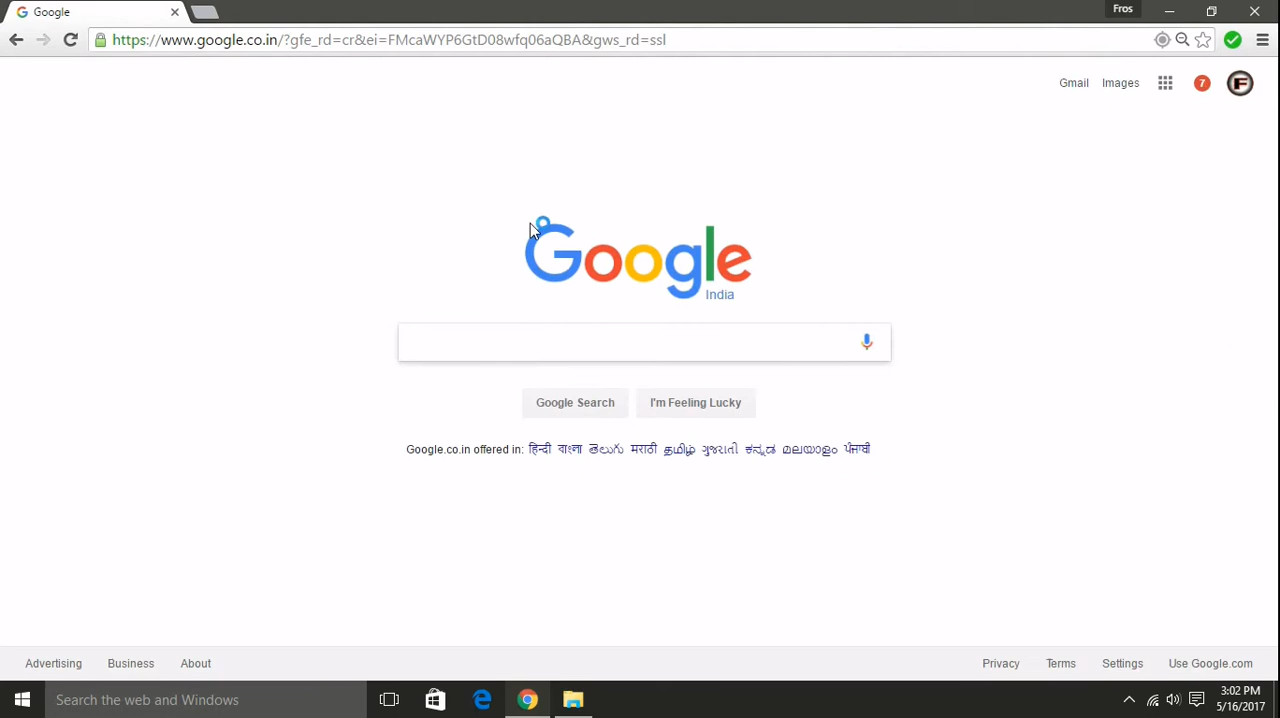 Google
Fros
https://www.google.co.in/?gfe_rd=cr&ei=FMcaWYP6GtD08wfq06aQBA&gws_rd=ssl
Gmail Images 7 F
Google
India
Google Search I'm Feeling Lucky
Google.co.in offered in: हिन्दी বাংলা తెలుగు मराठी தமிழ் ગુજરાતી ಕನ್ನಡ മലയാളം ਪੰਜਾਬੀ
Advertising Business About Privacy Terms Settings Use Google.com
Search the web and Windows
3:02 PM
5/16/2017